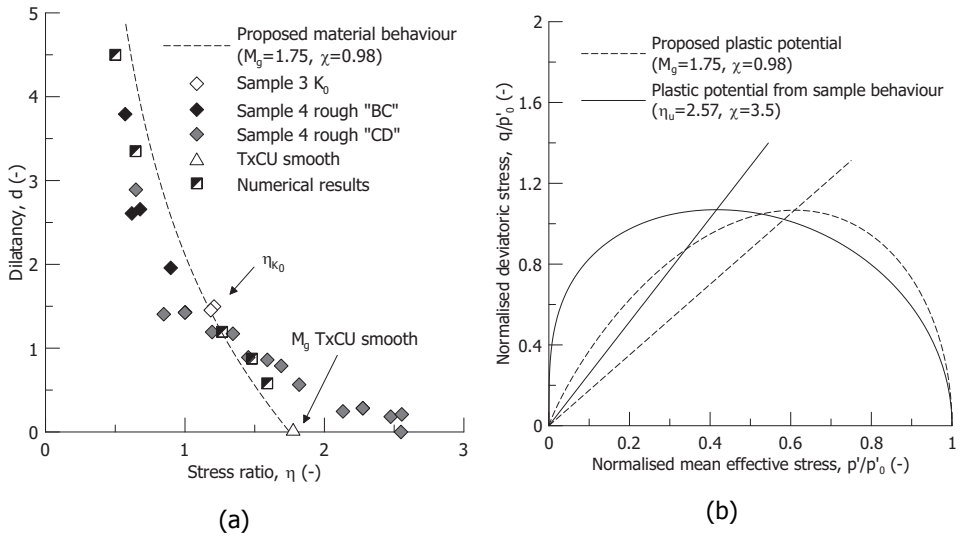 (a)
Dilatancy, d (-)
5
4
3
2
1
0
0
1
2
3
Stress ratio, η (-)
Proposed material behaviour
(Mg=1.75, χ=0.98)
Sample 3 K0
Sample 4 rough "BC"
Sample 4 rough "CD"
TxCU smooth
Numerical results
ηK0
Mg TxCU smooth
(b)
Normalised deviatoric stress, q/p'0 (-)
2
1.6
1.2
0.8
0.4
0
0
0.2
0.4
0.6
0.8
1
Normalised mean effective stress, p'/p'0 (-)
Proposed plastic potential
(Mg=1.75, χ=0.98)
Plastic potential from sample behaviour
(ηu=2.57, χ=3.5)